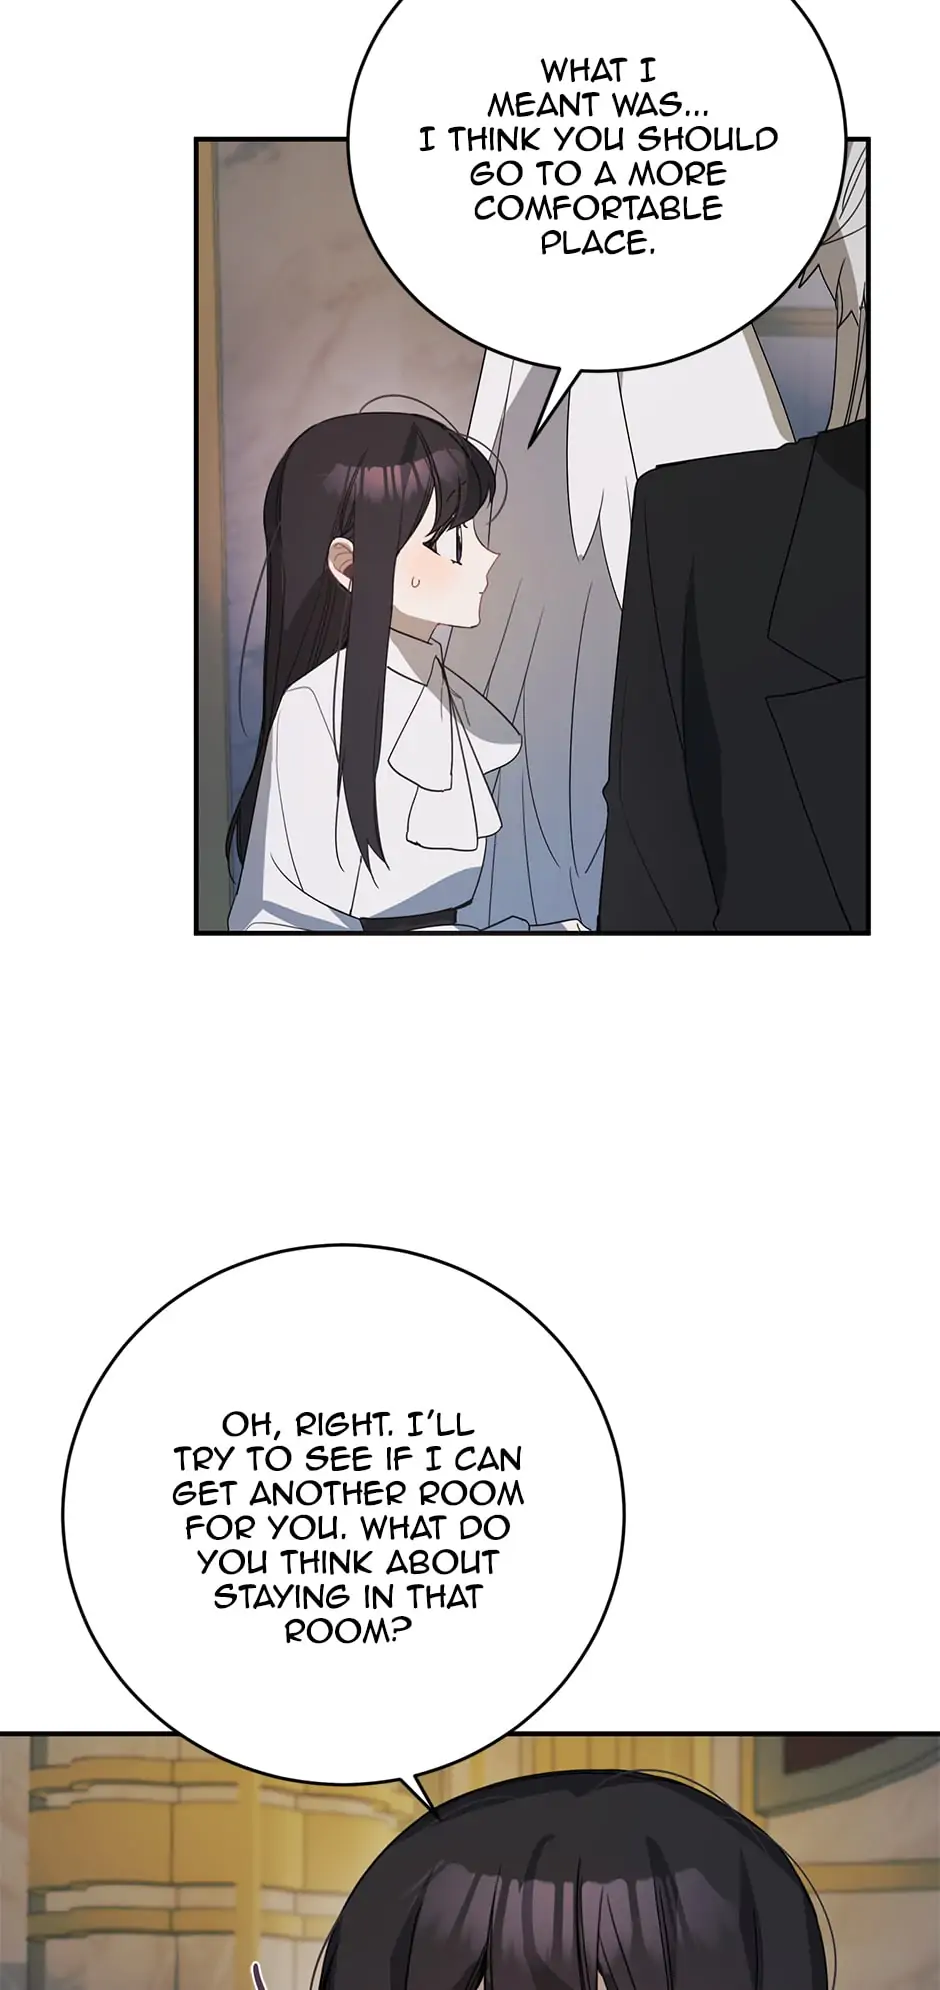 WHAT I
MEANT WAS...
I THINK YOU SHOULD
GO TO A MORE
COMFORTABLE
PLACE.
OH, RIGHT. I'LL
TRY TO SEE IF I CAN
GET ANOTHER ROOM
FOR YOU. WHAT DO
YOU THINK ABOUT
STAYING IN THAT
ROOM?